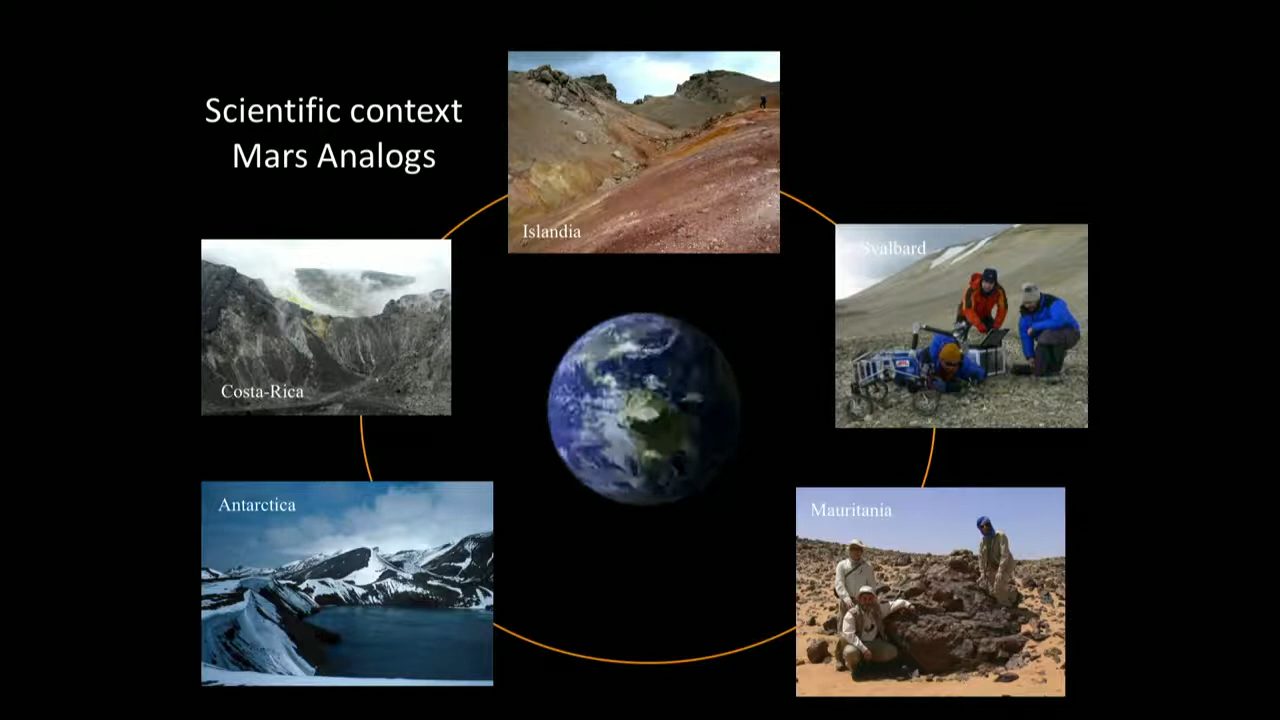 Scientific context
Mars Analogs
Islandia
Svalbard
Costa-Rica
Antarctica
Mauritania